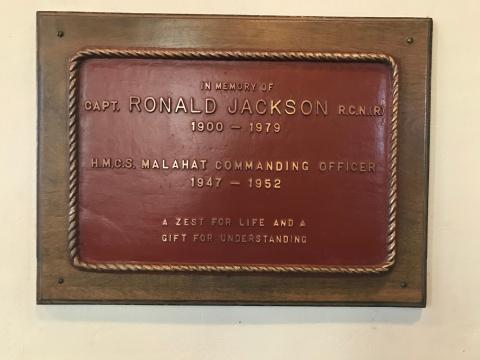 IN MEMORY OF
CAPT. RONALD JACKSON R.C.N.(R)
1900 — 1979
H.M.C.S. MALAHAT COMMANDING OFFICER
1947 — 1952
A ZEST FOR LIFE AND A
GIFT FOR UNDERSTANDING